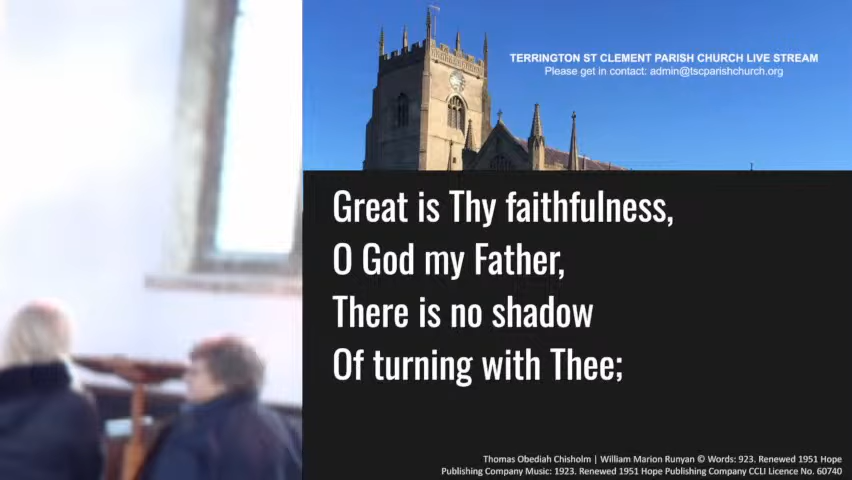 TERRINGTON ST CLEMENT PARISH CHURCH LIVE STREAM
Please get in contact: admin@tscparishchurch.org
Great is Thy faithfulness,
O God my Father,
There is no shadow
Of turning with Thee;
Thomas Obediah Chisholm | William Marion Runyan © Words: 923. Renewed 1951 Hope
Publishing Company Music: 1923. Renewed 1951 Hope Publishing Company CCLI Licence No. 60740